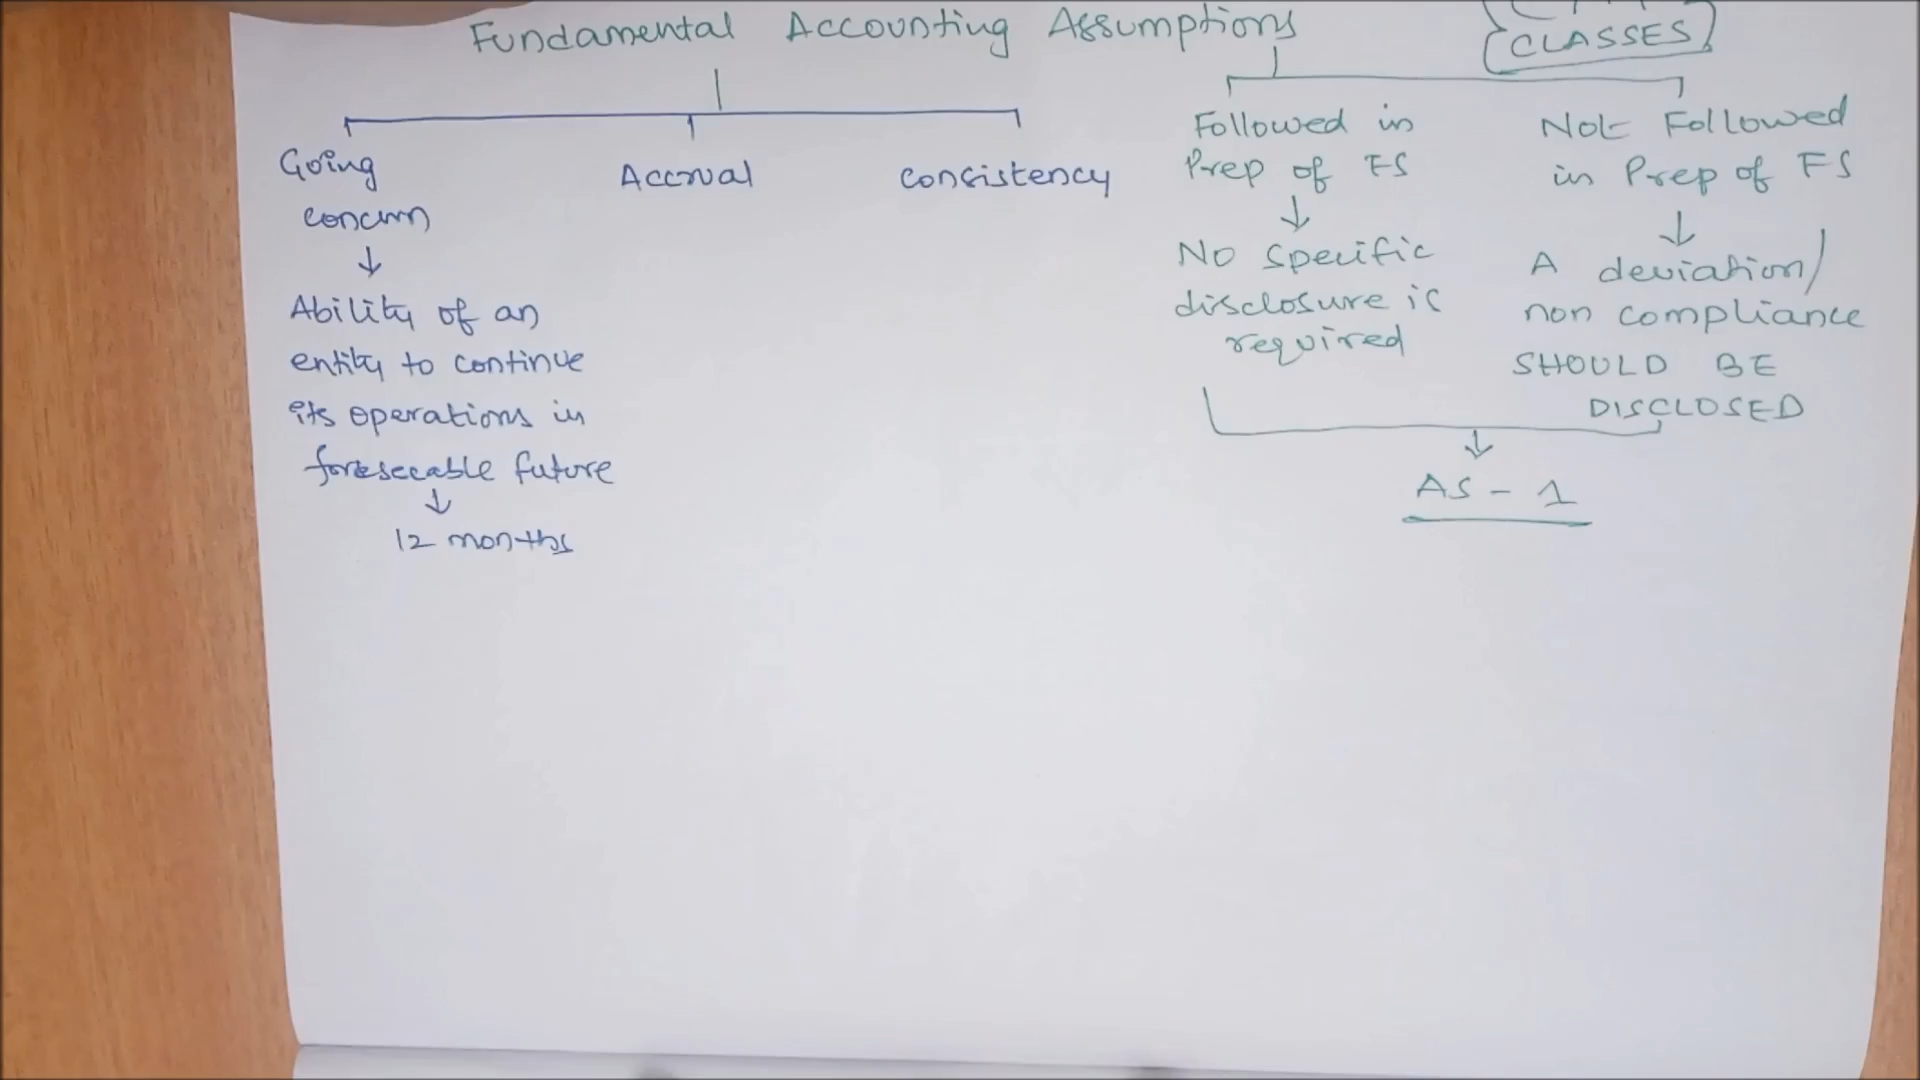 Fundamental Accounting Assumptions
CLASSES
Going
concern
↓
Ability of an
entity to continue
its operations in
foreseeable future
↓
12 months
Accrual
Consistency
Followed in
Prep of FS
↓
No specific
disclosure is
required
Not Followed
in Prep of FS
↓
A deviation/
non compliance
SHOULD BE
DISCLOSED
↓
AS - 1